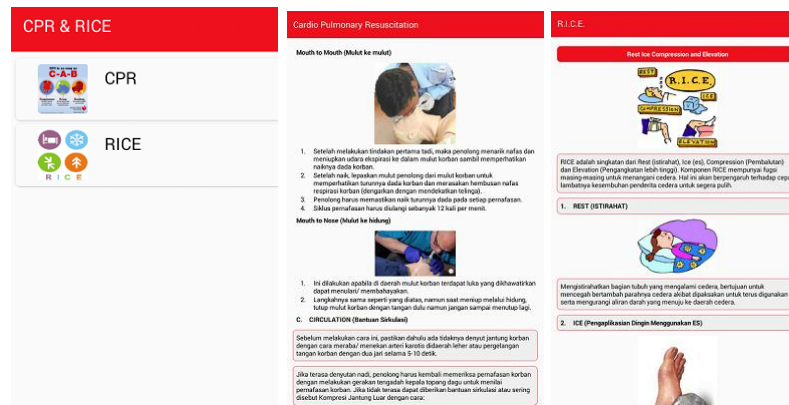 CPR & RICE
C-A-B
CPR
RICE
R I C E
Cardio Pulmonary Resuscitation
Mouth to Mouth (Mulut ke mulut)
1. Setelah melakukan tindakan pertama tadi, maka penolong menarik nafas dan
meniupkan udara ekspirasi ke dalam mulut korban sambil memperhatikan
naiknya dada korban.
2. Setelah naik, lepaskan mulut penolong dari mulut korban untuk
memperhatikan turunnya dada korban dan merasakan hembusan nafas
respirasi korban (dengarkan dengan mendekatkan telinga).
3. Penolong harus memastikan naik turunnya dada pada setiap pernafasan.
4. Siklus pernafasan harus diulangi sebanyak 12 kali per menit.
Mouth to Nose (Mulut ke hidung)
1. Ini dilakukan apabila di daerah mulut korban terdapat luka yang dikhawatirkan
dapat menulari/ membahayakan.
2. Langkahnya sama seperti yang diatas, namun saat meniup melalui hidung,
tutup mulut korban dengan tangan dulu namun jangan sampai menutup lagi.
C. CIRCULATION (Bantuan Sirkulasi)
Sebelum melakukan cara ini, pastikan dahulu ada tidaknya denyut jantung korban
dengan cara meraba/ menekan arteri karotis didaerah leher atau pergelangan
tangan korban dengan dua jari selama 5-10 detik.
Jika terasa denyutan nadi, penolong harus kembali memeriksa pernafasan korban
dengan melakukan gerakan tengadah kepala topang dagu untuk menilai
pernafasan korban. Jika tidak terasa dapat diberikan bantuan sirkulasi atau sering
disebut Kompresi Jantung Luar dengan cara:
R.I.C.E.
Rest Ice Compression and Elevation
REST
R.I.C.E.
ICE
COMPRESSION
ELEVATION
RICE adalah singkatan dari Rest (istirahat), Ice (es), Compression (Pembalutan)
dan Elevation (Pengangkatan lebih tinggi). Komponen RICE mempunyai fugsi
masing-masing untuk menangani cedera. Hal ini akan berpengaruh terhadap cepa
lambatnya kesembuhan penderita cedera untuk segera pulih.
1. REST (ISTIRAHAT)
Mengistirahatkan bagian tubuh yang mengalami cedera, bertujuan untuk
mencegah bertambah parahnya cedera akibat dipaksakan untuk terus digunakan
serta mengurangi aliran darah yang menuju ke daerah cedera.
2. ICE (Pengaplikasian Dingin Menggunakan ES)